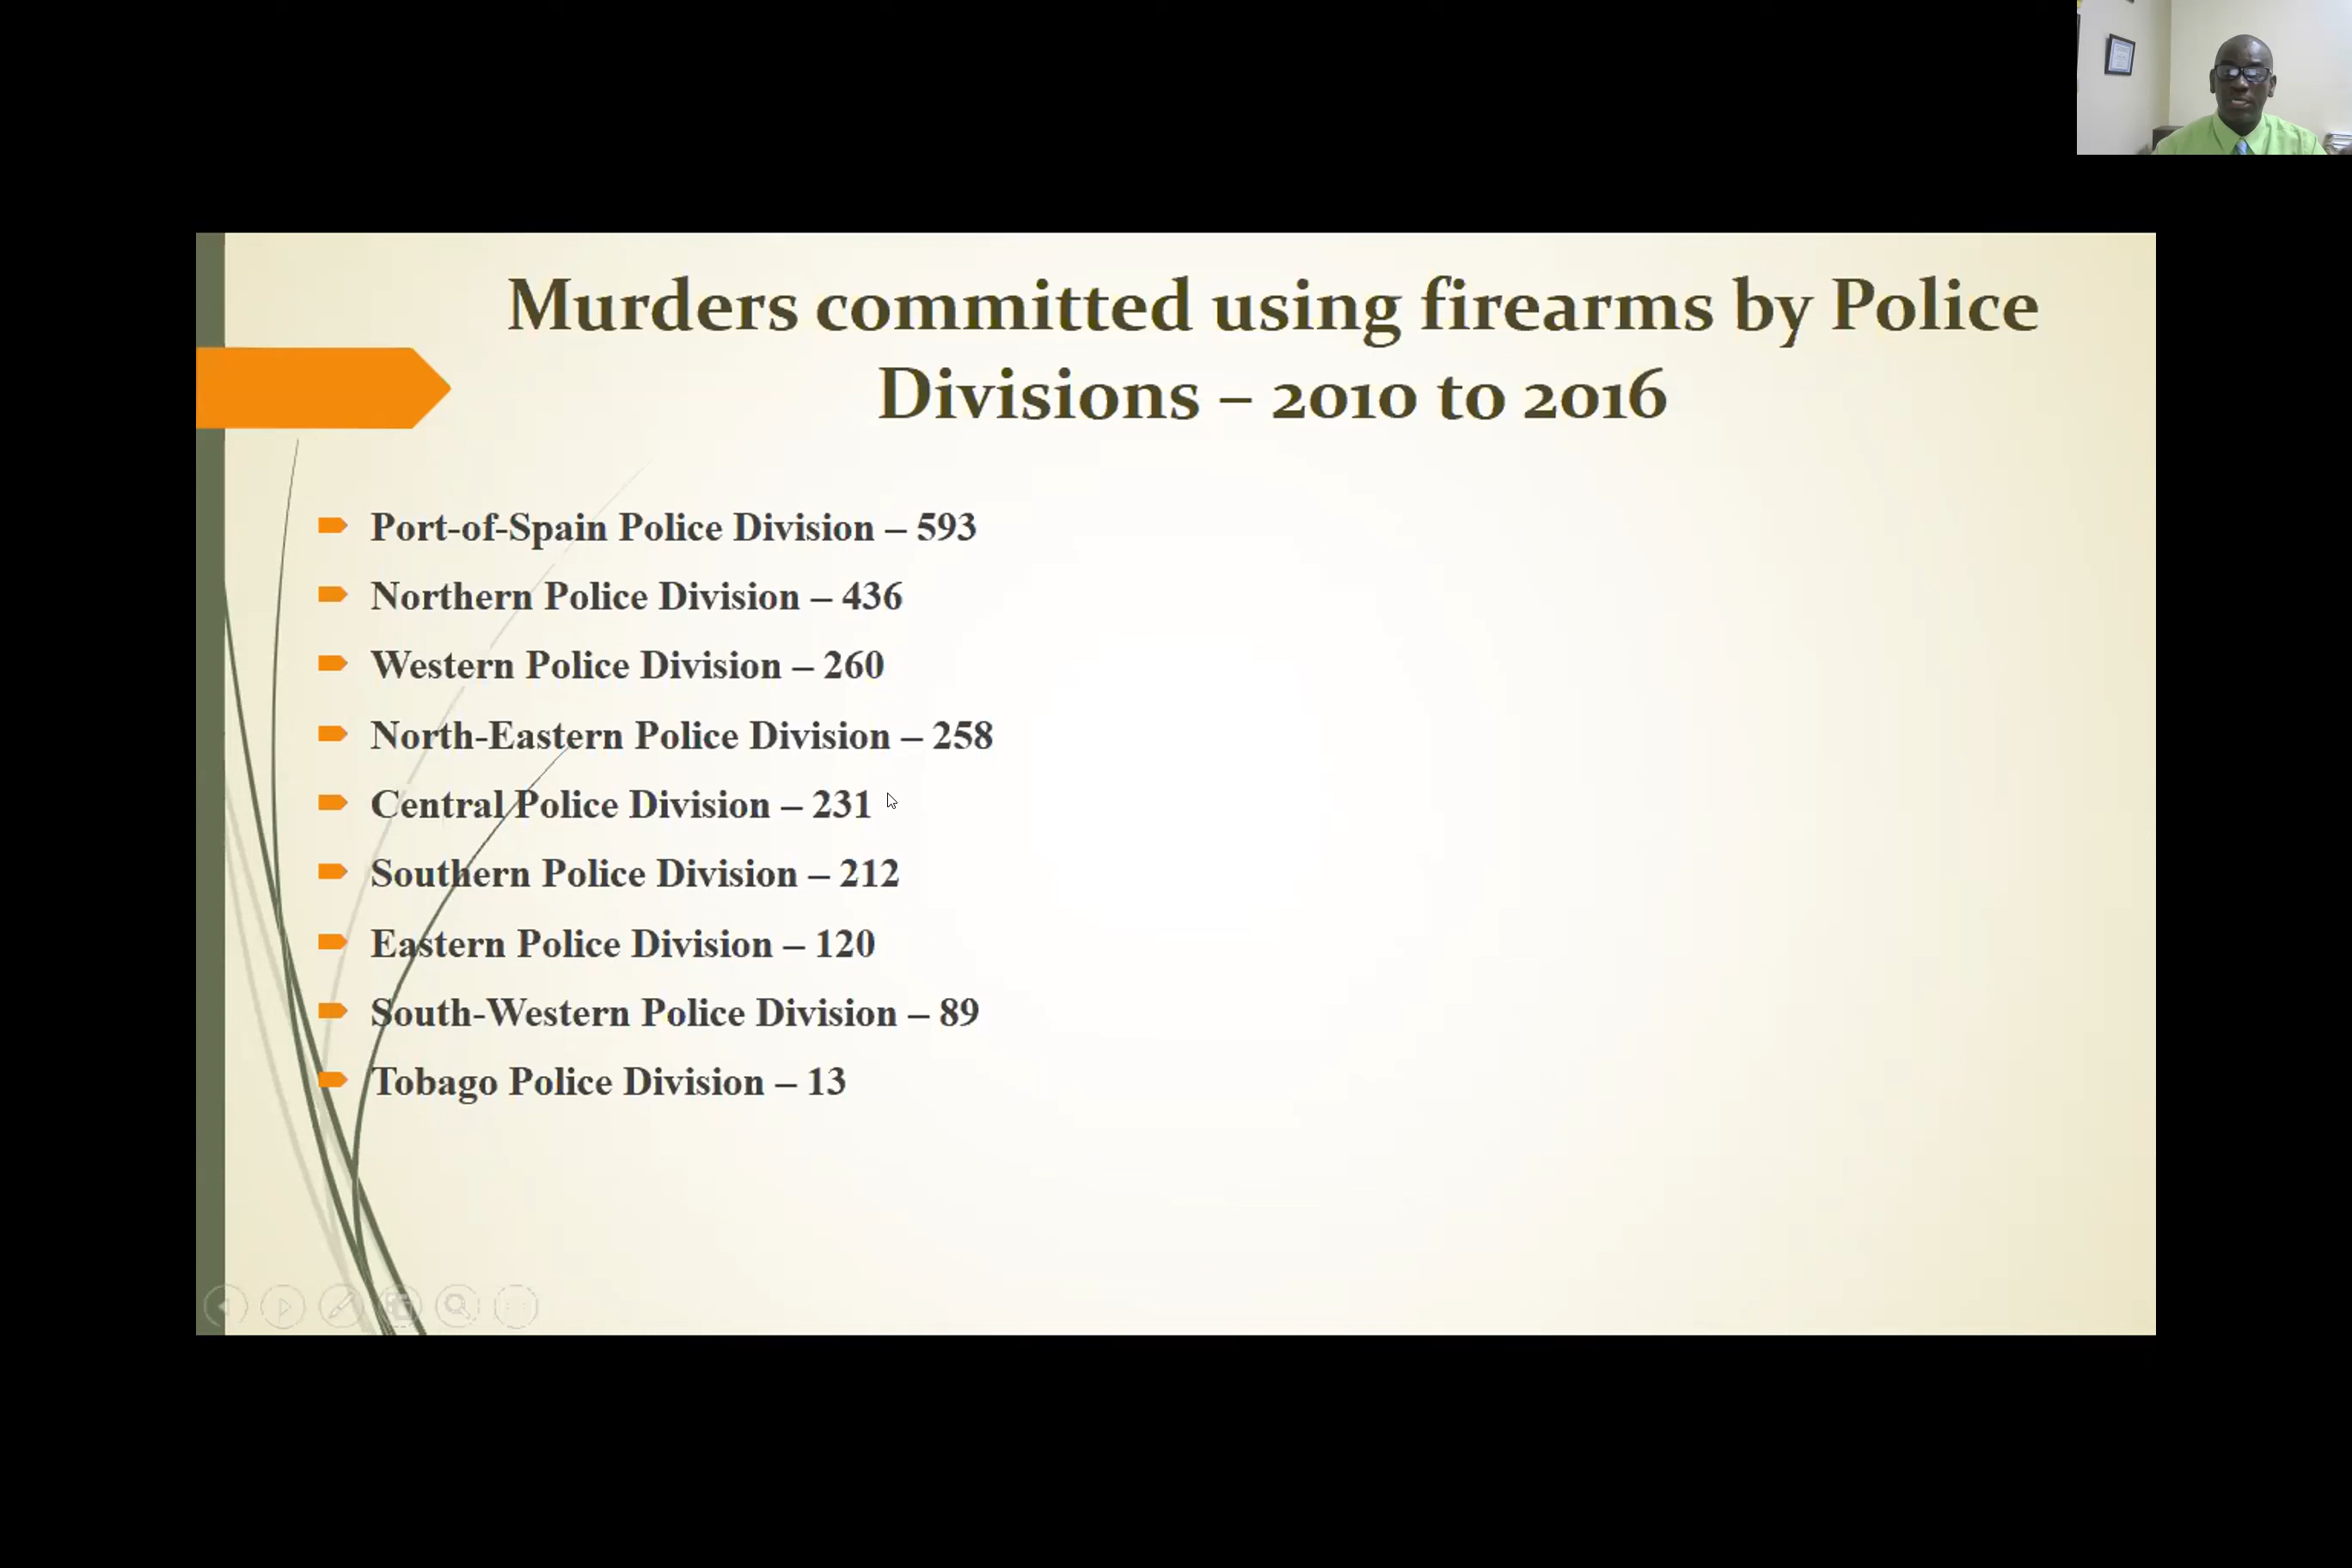 Murders committed using firearms by Police
Divisions – 2010 to 2016
Port-of-Spain Police Division – 593
Northern Police Division – 436
Western Police Division – 260
North-Eastern Police Division – 258
Central Police Division – 231
Southern Police Division – 212
Eastern Police Division – 120
South-Western Police Division – 89
Tobago Police Division – 13